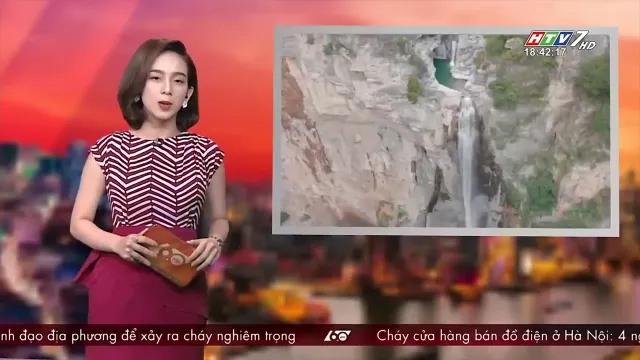 HTV7 HD
18:42:17
nh đạo địa phương để xảy ra cháy nghiêm trọng 60 Cháy cửa hàng bán đồ điện ở Hà Nội: 4 n